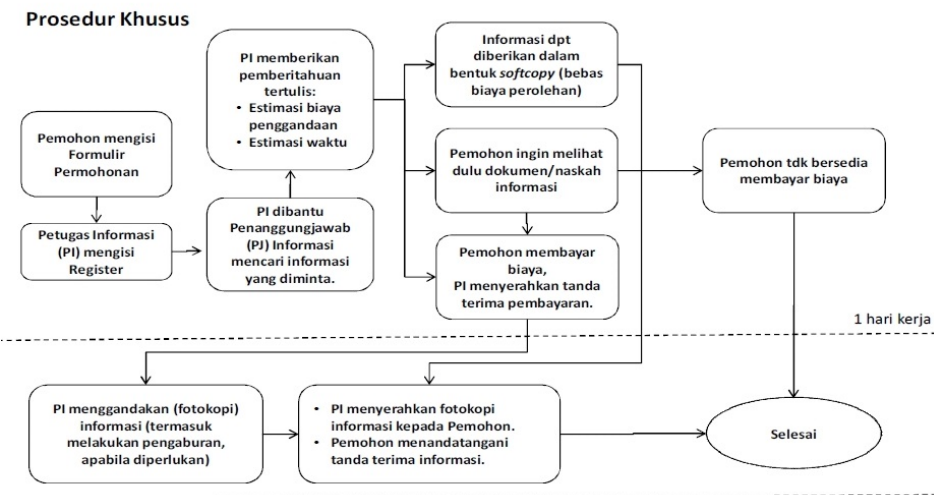 Prosedur Khusus
Pemohon mengisi
Formulir
Permohonan
Petugas Informasi
(PI) mengisi
Register
PI dibantu
Penanggungjawab
(PJ) Informasi
mencari informasi
yang diminta.
PI memberikan
pemberitahuan
tertulis:
• Estimasi biaya
penggandaan
• Estimasi waktu
Informasi dpt
diberikan dalam
bentuk softcopy (bebas
biaya perolehan)
Pemohon ingin melihat
dulu dokumen/naskah
informasi
Pemohon membayar
biaya,
PI menyerahkan tanda
terima pembayaran.
Pemohon tdk bersedia
membayar biaya
1 hari kerja
PI menggandakan (fotokopi)
informasi (termasuk
melakukan pengaburan,
apabila diperlukan)
• PI menyerahkan fotokopi
informasi kepada Pemohon.
• Pemohon menandatangani
tanda terima informasi.
Selesai